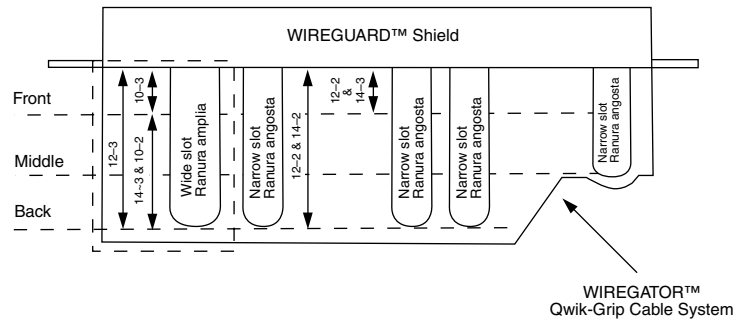 WIREGUARD™ Shield
Front
Middle
Back
12–3
10–3
14–3 & 10–2
Wide slot
Ranura amplia
Narrow slot
Ranura angosta
12–2 & 14–2
12–2
&
14–3
Narrow slot
Ranura angosta
Narrow slot
Ranura angosta
Narrow slot
Ranura angosta
WIREGATOR™
Qwik-Grip Cable System